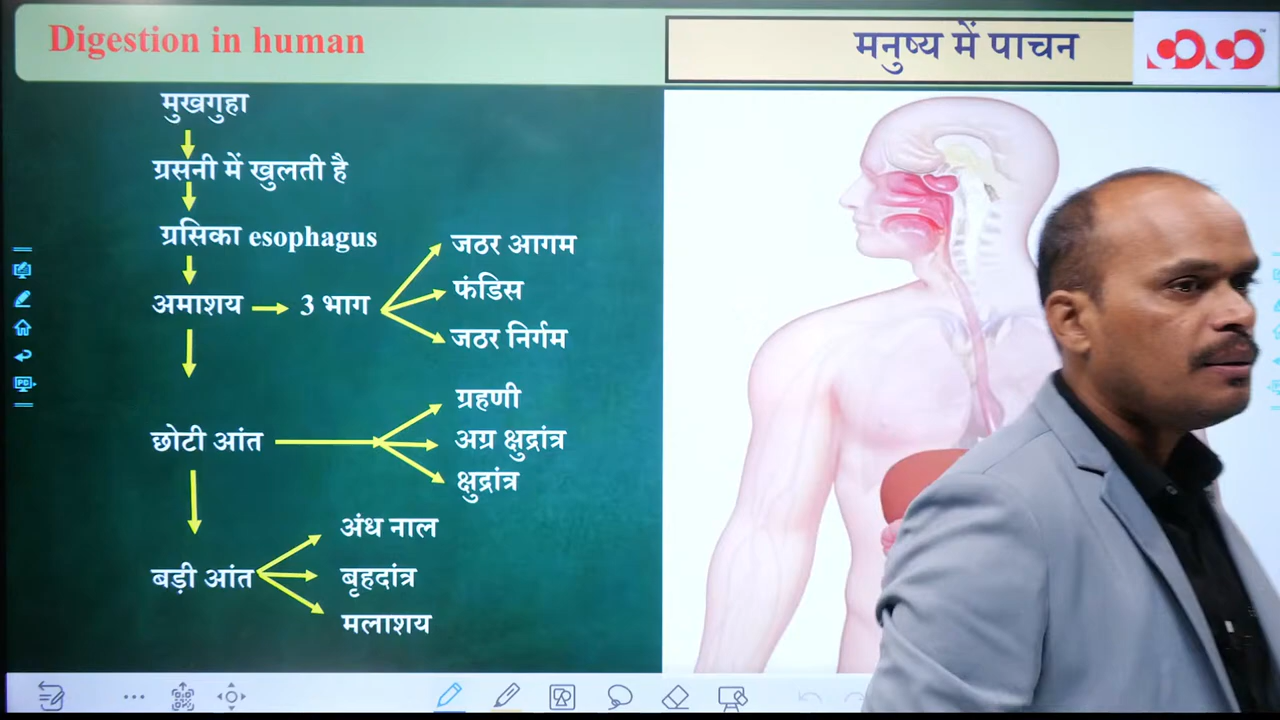 Digestion in human
मनुष्य में पाचन
मुखगुहा
ग्रसनी में खुलती है
ग्रसिका esophagus
अमाशय
3 भाग
जठर आगम
फंडिस
जठर निर्गम
छोटी आंत
ग्रहणी
अग्र क्षुद्रांत्र
क्षुद्रांत्र
बड़ी आंत
अंध नाल
बृहदांत्र
मलाशय